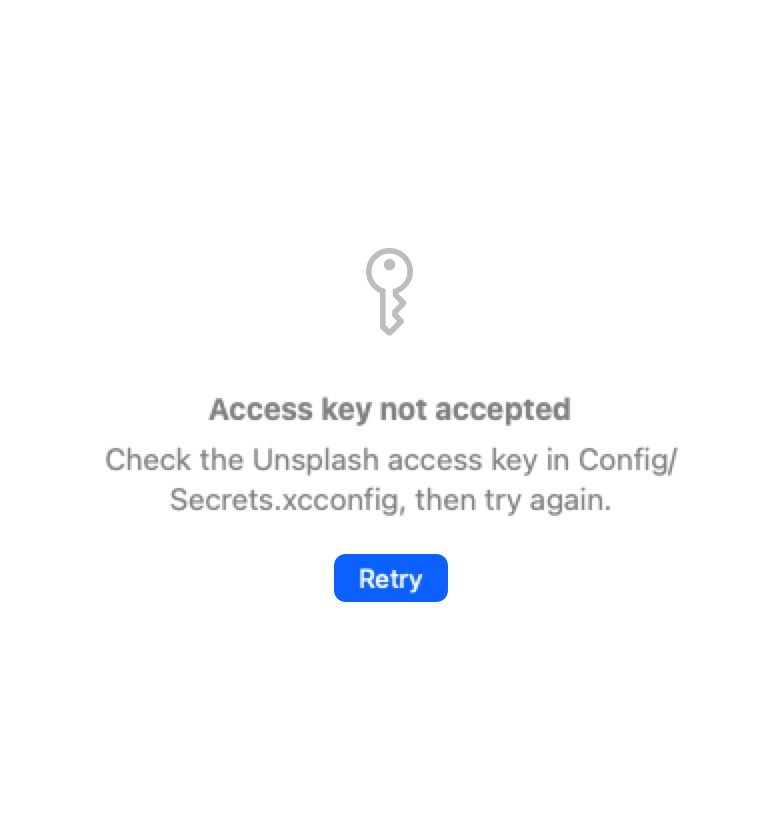 Access key not accepted
Check the Unsplash access key in Config/
Secrets.xcconfig, then try again.
Retry